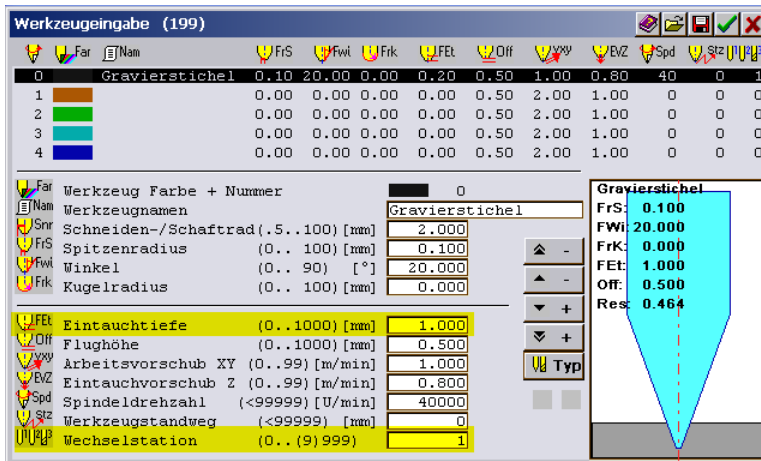 Werkzeugeingabe (199)
Far Nam FrS Fwi Frk FEt Off VXY EVZ Spd Stz
0 Gravierstichel 0.10 20.00 0.00 0.20 0.50 1.00 0.80 40 0 1
1 0.00 0.00 0.00 0.00 0.50 2.00 1.00 0 0 0
2 0.00 0.00 0.00 0.00 0.50 2.00 1.00 0 0 0
3 0.00 0.00 0.00 0.00 0.50 2.00 1.00 0 0 0
4 0.00 0.00 0.00 0.00 0.50 2.00 1.00 0 0 0
Far Werkzeug Farbe + Nummer 0
Nam Werkzeugnamen Gravierstichel
Snr Schneiden-/Schaftrad(.5..100)[mm] 2.000
FrS Spitzenradius (0.. 100)[mm] 0.100
Fwi Winkel (0.. 90) [°] 20.000
Frk Kugelradius (0.. 100)[mm] 0.000
FEt Eintauchtiefe (0..1000)[mm] 1.000
Off Flughöhe (0..1000)[mm] 0.500
VXY Arbeitsvorschub XY (0..99)[m/min] 1.000
EVZ Eintauchvorschub Z (0..99)[m/min] 0.800
Spd Spindeldrehzahl (<99999)[U/min] 40000
Stz Werkzeugstandweg (<99999) [mm] 0
Wechselstation (0..(9)999) 1
-
-
+
+
Typ
Gravierstichel
FrS: 0.100
FWi: 20.000
FrK: 0.000
FEt: 1.000
Off: 0.500
Res: 0.464